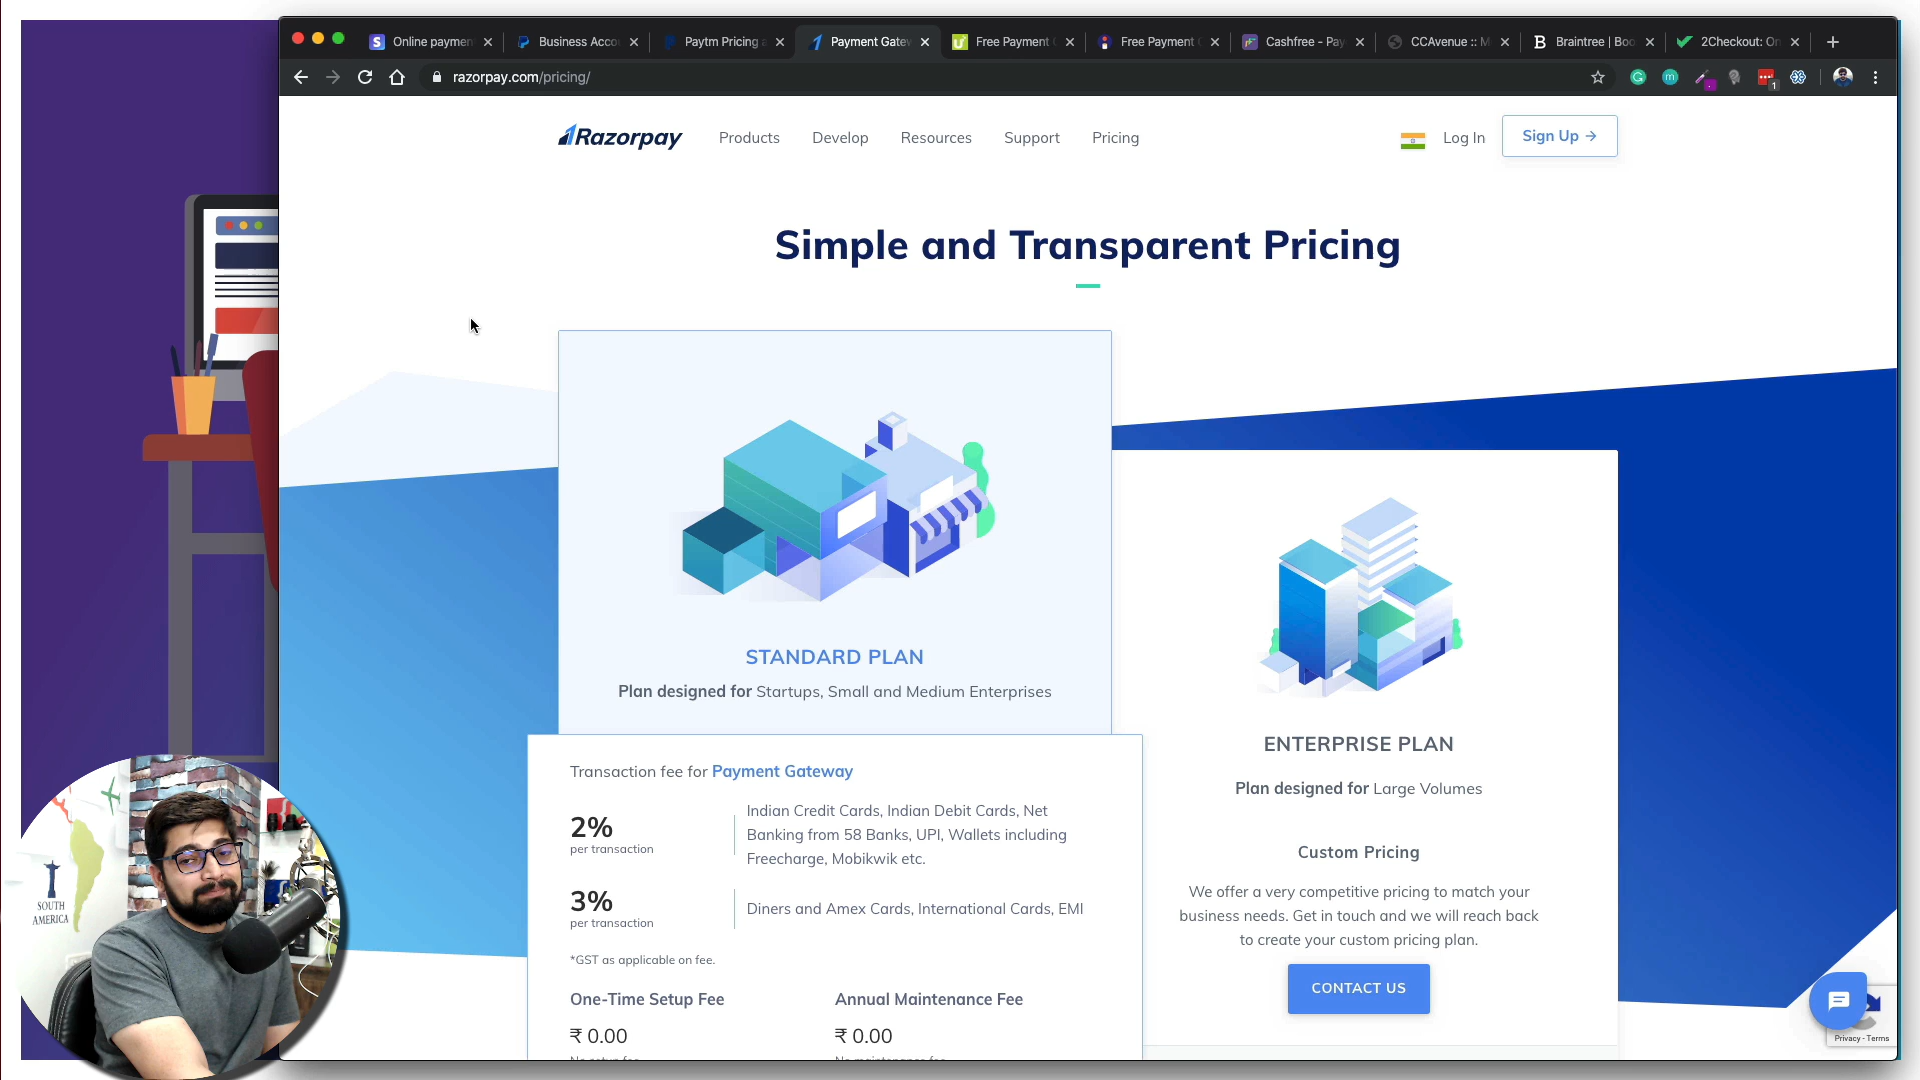 Online paymen
Business Acco
Paytm Pricing a
Payment Gatew
Free Payment G
Free Payment G
Cashfree - Pay
CCAvenue :: M
Braintree | Boo
2Checkout: On
razorpay.com/pricing/
1
Razorpay
Products
Develop
Resources
Support
Pricing
Log In
Sign Up →
Simple and Transparent Pricing
STANDARD PLAN
Plan designed for Startups, Small and Medium Enterprises
Transaction fee for Payment Gateway
2%
per transaction
Indian Credit Cards, Indian Debit Cards, Net
Banking from 58 Banks, UPI, Wallets including
Freecharge, Mobikwik etc.
3%
per transaction
Diners and Amex Cards, International Cards, EMI
*GST as applicable on fee.
One-Time Setup Fee
₹ 0.00
Annual Maintenance Fee
₹ 0.00
ENTERPRISE PLAN
Plan designed for Large Volumes
Custom Pricing
We offer a very competitive pricing to match your
business needs. Get in touch and we will reach back
to create your custom pricing plan.
CONTACT US
Privacy - Terms
SOUTH
AMERICA